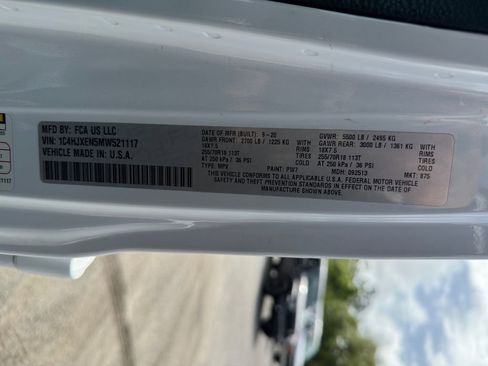 MFD BY: FCA US LLC
VIN: 1C4HJXEN5MW521117
VEHICLE MADE IN: U.S.A.
DATE OF MFR (BUILT): 9-20 GVWR: 5500 LB / 2495 KG
GAWR FRONT: 2700 LB / 1225 KG WITH GAWR REAR: 3000 LB / 1361 KG WITH
18X7.5 RIMS 18X7.5 RIMS
255/70R18 113T TIRES 255/70R18 113T TIRES
AT 250 kPa / 36 PSI COLD AT 250 kPa / 36 PSI COLD
TYPE: MPV PAINT: PW7 MDH: 092513 MKT: 875
THIS VEHICLE CONFORMS TO ALL APPLICABLE U.S.A. FEDERAL MOTOR VEHICLE
SAFETY AND THEFT PREVENTION STANDARDS IN EFFECT ON THE DATE OF
MANUFACTURE SHOWN ABOVE.